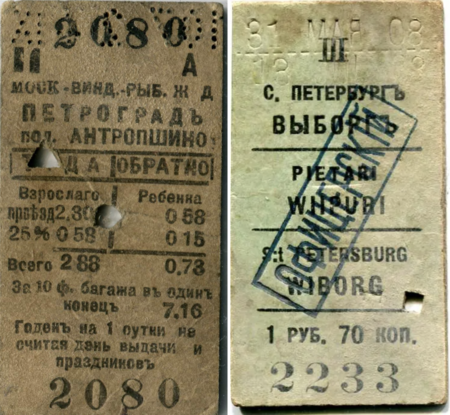 2080
II А
МОСК.-ВИНД.-РЫБ. Ж Д
ПЕТРОГРАДЪ
пол. АНТРОПШИНО
ТУДА ОБРАТНО
Взрослаго Ребенка
проѣзд 2,30 0 58
25% 0 58 0 15
Всего 2 88 0,73
За 10 ф. багажа въ одинъ
конецъ 7.16
Годенъ на 1 сутки не
считая день выдачи и
праздниковъ
2080
31 МАЯ 08
III
С. ПЕТЕРБУРГЪ
ВЫБОРГЪ
PIETARI
WIIPURI
S:t PETERSBURG
WIBORG
ОФИЦЕРСКІЙ
1 РУБ. 70 КОП.
2233